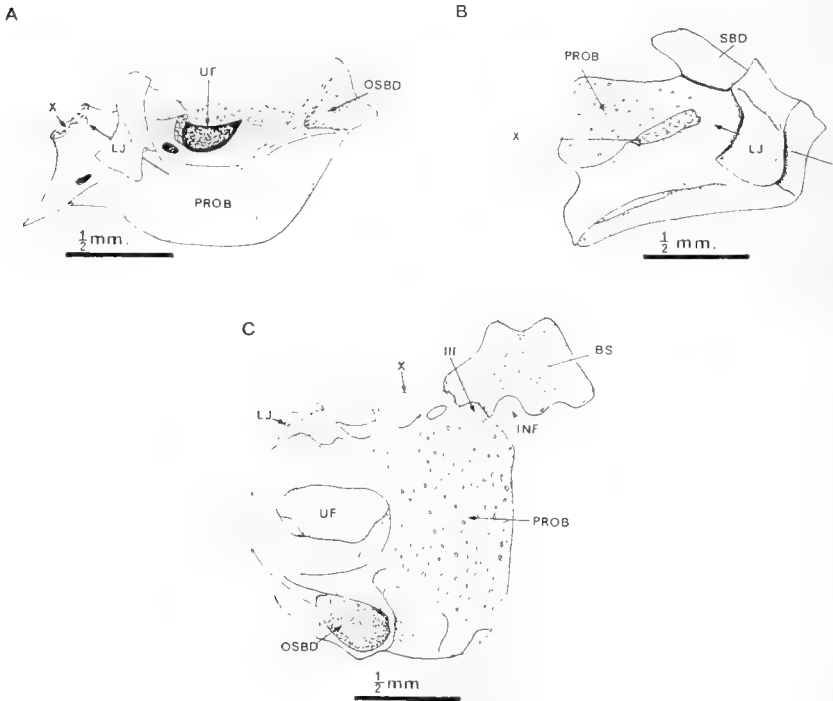 A
X
LJ
UF
OSBD
PROB
1/2 mm.
B
PROB
SBD
X
LJ
1/2 mm.
C
X
III
BS
LJ
INF
UF
PROB
OSBD
1/2 mm